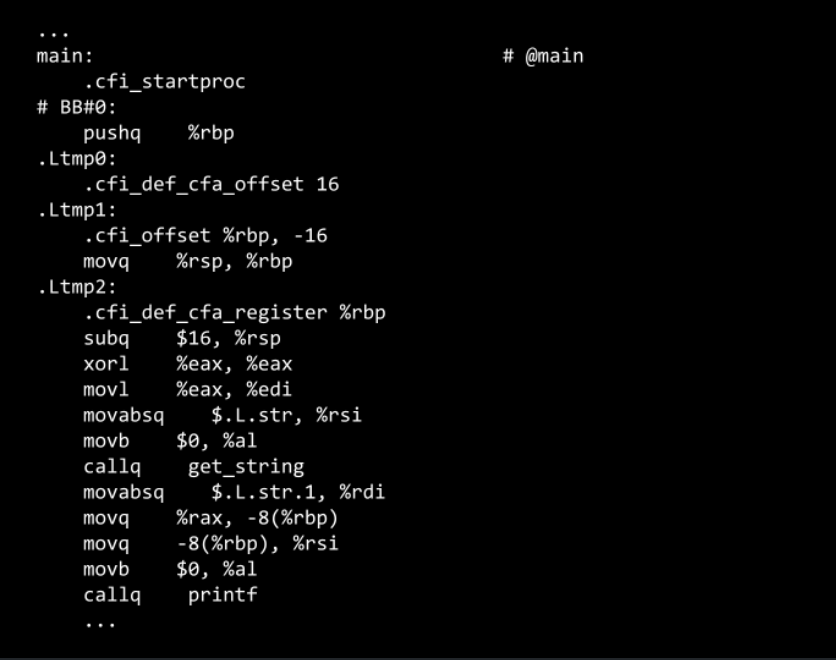 ...
main:                                   # @main
    .cfi_startproc
# BB#0:
    pushq    %rbp
.Ltmp0:
    .cfi_def_cfa_offset 16
.Ltmp1:
    .cfi_offset %rbp, -16
    movq    %rsp, %rbp
.Ltmp2:
    .cfi_def_cfa_register %rbp
    subq    $16, %rsp
    xorl    %eax, %eax
    movl    %eax, %edi
    movabsq    $.L.str, %rsi
    movb    $0, %al
    callq    get_string
    movabsq    $.L.str.1, %rdi
    movq    %rax, -8(%rbp)
    movq    -8(%rbp), %rsi
    movb    $0, %al
    callq    printf
    ...